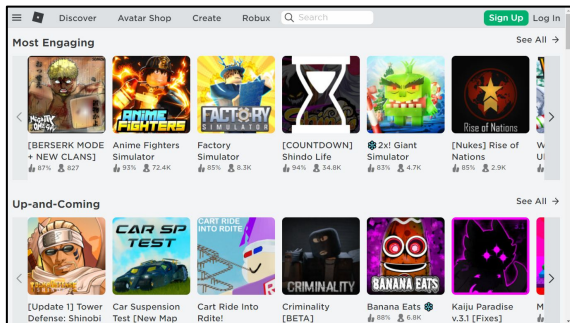 Discover Avatar Shop Create Robux Search Sign Up Log In
Most Engaging
See All →
MIGHTY
OMEGA
ANIME
FIGHTERS
FACTORY
SIMULATOR
Rise of Nations
[BERSERK MODE
+ NEW CLANS]
87% 827
Anime Fighters
Simulator
93% 72.4K
Factory
Simulator
85% 8.3K
[COUNTDOWN]
Shindo Life
94% 34.8K
2x! Giant
Simulator
83% 4.7K
[Nukes] Rise of
Nations
85% 2.9K
Up-and-Coming
See All →
CAR SP
TEST
CART RIDE
INTO RDITE
CRIMINALITY
BANANA EATS
[Update 1] Tower
Defense: Shinobi
Car Suspension
Test [New Map
Cart Ride Into
Rdite!
Criminality
[BETA]
Banana Eats
88% 6.8K
Kaiju Paradise
v.3.1 [Fixes]